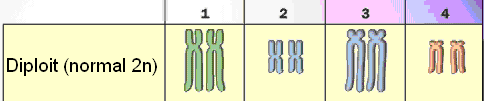 1 2 3 4
Diploit (normal 2n)